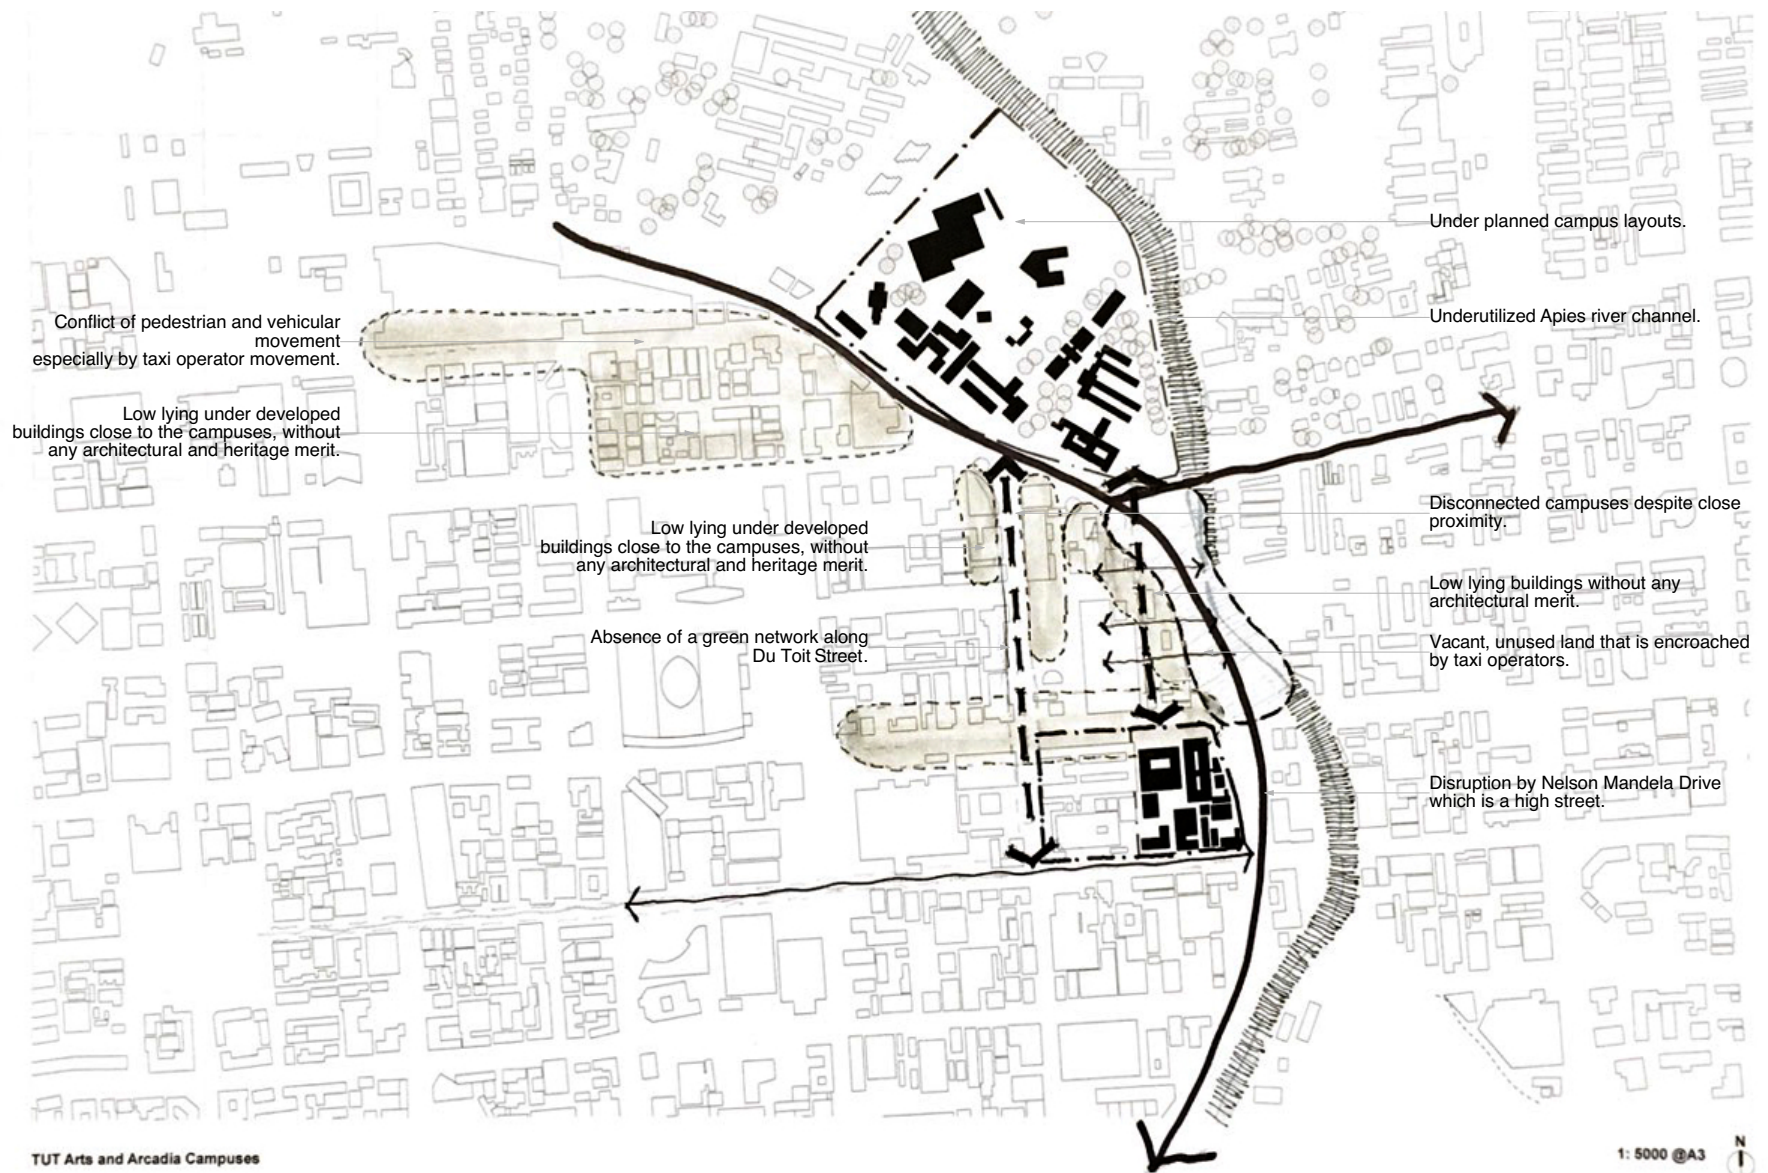 Under planned campus layouts.
Conflict of pedestrian and vehicular
movement
especially by taxi operator movement.
Underutilized Apies river channel.
Low lying under developed
buildings close to the campuses, without
any architectural and heritage merit.
Disconnected campuses despite close
proximity.
Low lying under developed
buildings close to the campuses, without
any architectural and heritage merit.
Low lying buildings without any
architectural merit.
Absence of a green network along
Du Toit Street.
Vacant, unused land that is encroached
by taxi operators.
Disruption by Nelson Mandela Drive
which is a high street.
TUT Arts and Arcadia Campuses
1: 5000 @A3
N